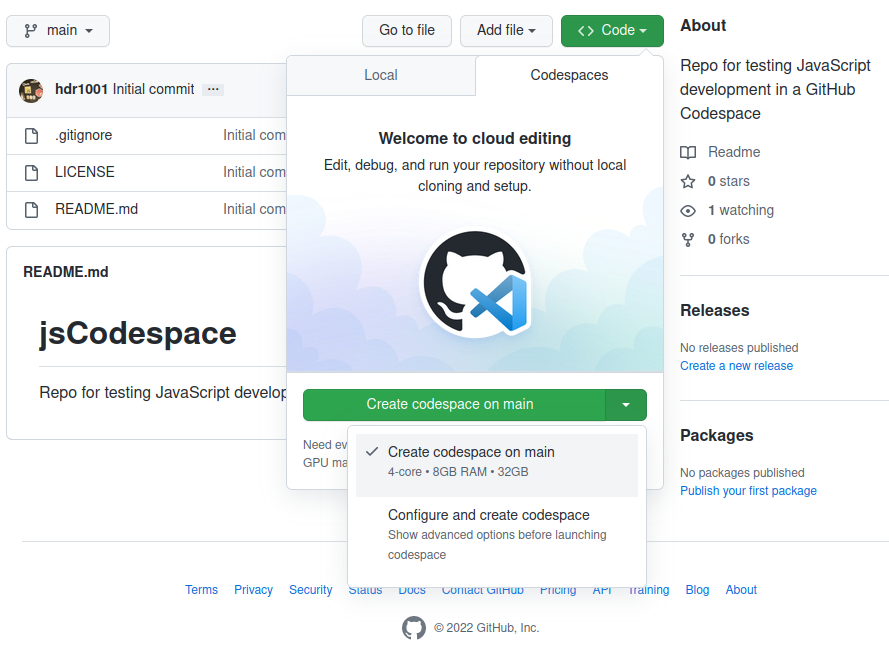 main
Go to file
Add file
Code
hdr1001 Initial commit ...
.gitignore Initial com
LICENSE Initial com
README.md Initial com
README.md
jsCodespace
Repo for testing JavaScript develop
Local
Codespaces
Welcome to cloud editing
Edit, debug, and run your repository without local
cloning and setup.
Create codespace on main
Need ev
GPU ma
Create codespace on main
4-core • 8GB RAM • 32GB
Configure and create codespace
Show advanced options before launching
codespace
About
Repo for testing JavaScript
development in a GitHub
Codespace
Readme
0 stars
1 watching
0 forks
Releases
No releases published
Create a new release
Packages
No packages published
Publish your first package
Terms Privacy Security Status Docs Contact GitHub Pricing API Training Blog About
© 2022 GitHub, Inc.